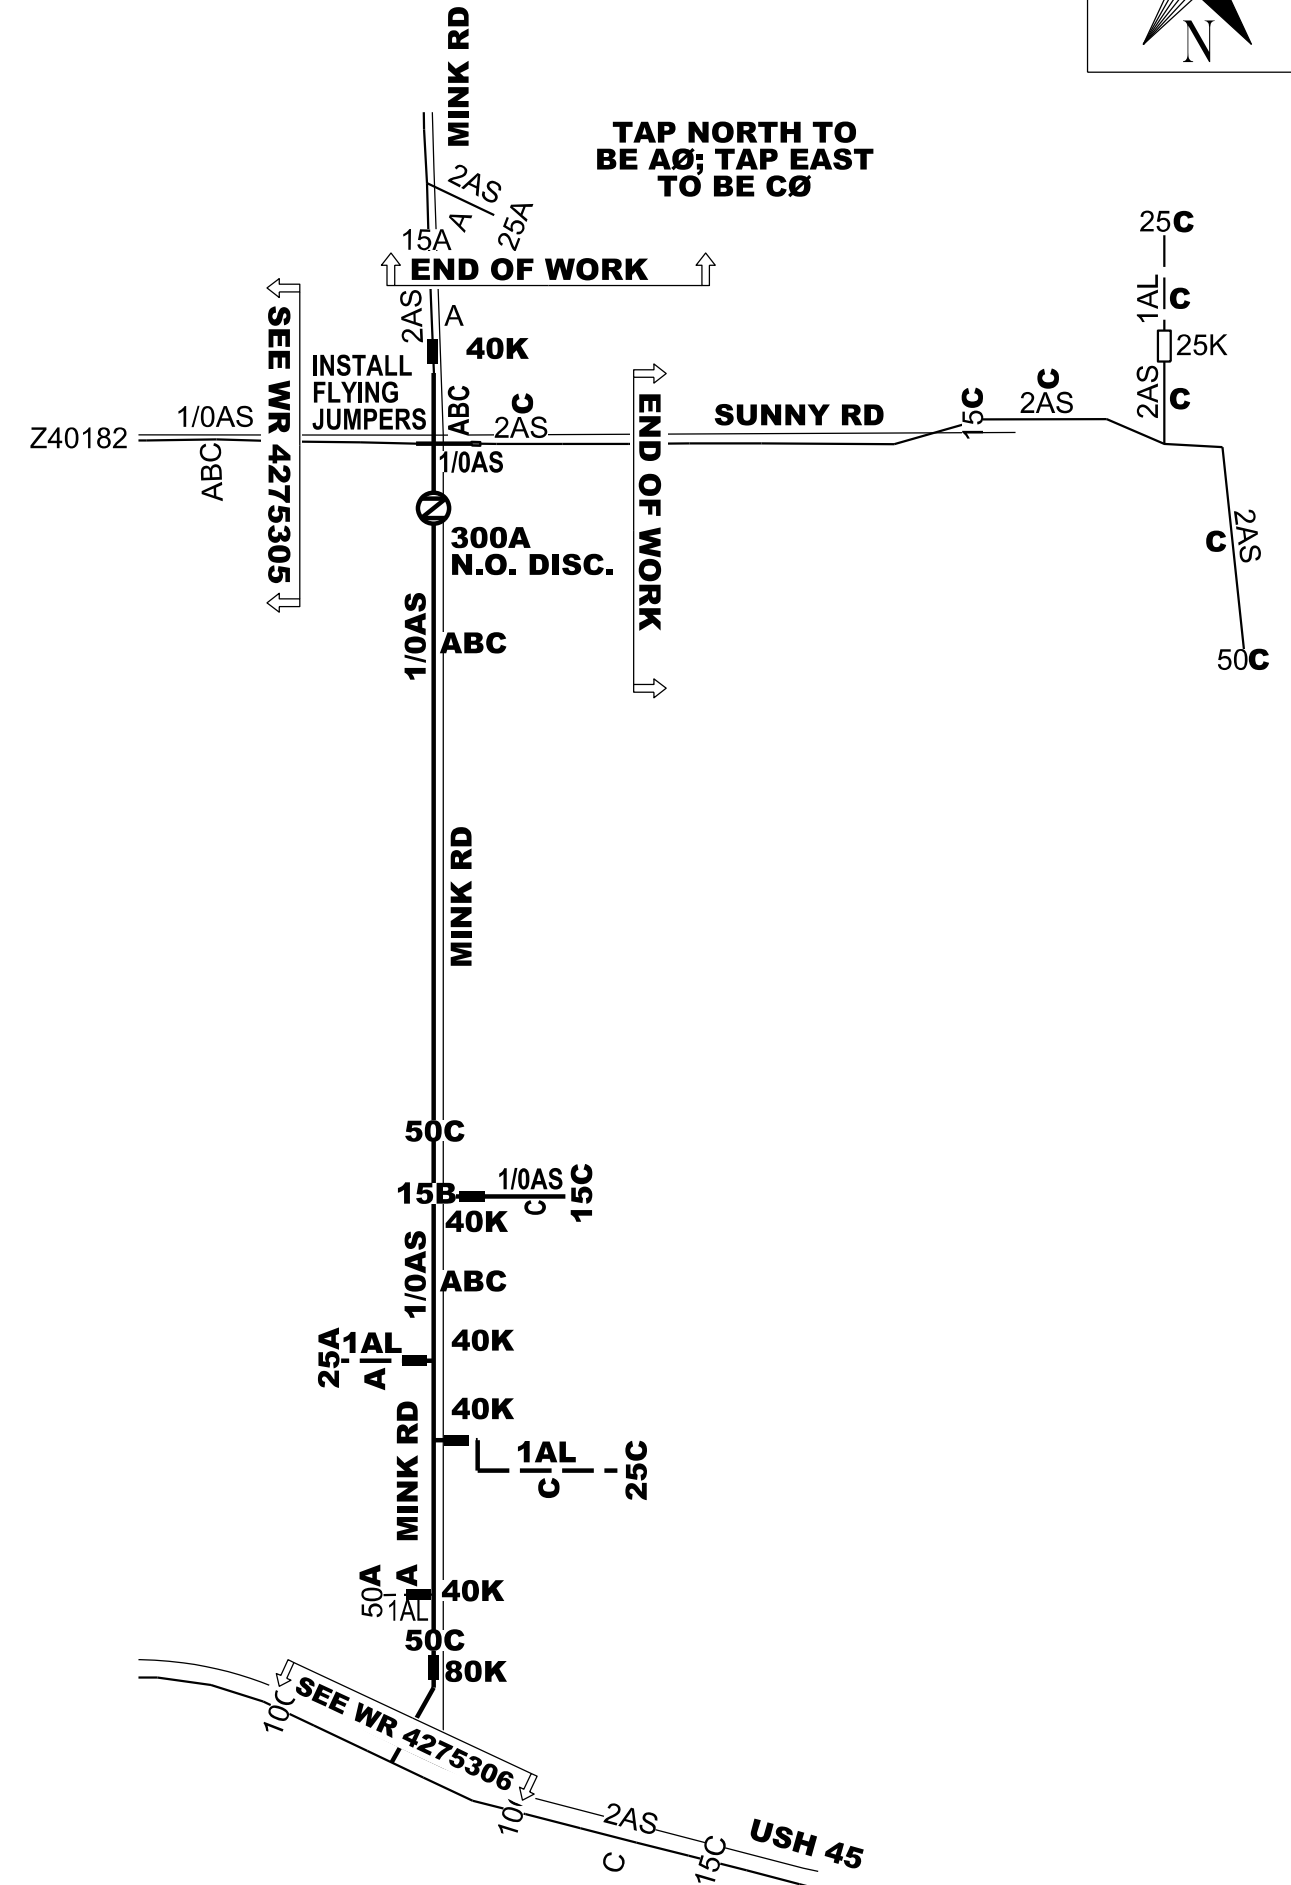 MINK RD
N
TAP NORTH TO
BE AØ; TAP EAST
TO BE CØ
2AS
A
25A
15A
END OF WORK
2AS
A
40K
SEE WR 4275305
INSTALL
FLYING
JUMPERS
ABC
C
2AS
1/0AS
Z40182
ABC
1/0AS
END OF WORK
SUNNY RD
15C
C
2AS
25C
1AL
C
25K
2AS
C
C
2AS
50C
300A
N.O. DISC.
1/0AS
ABC
MINK RD
50C
15B
1/0AS
C
15C
40K
1/0AS
ABC
25A
1AL
A
40K
40K
MINK RD
1AL
C
25C
50A
A
1AL
40K
50C
80K
SEE WR 4275306
2AS
C
15C
USH 45